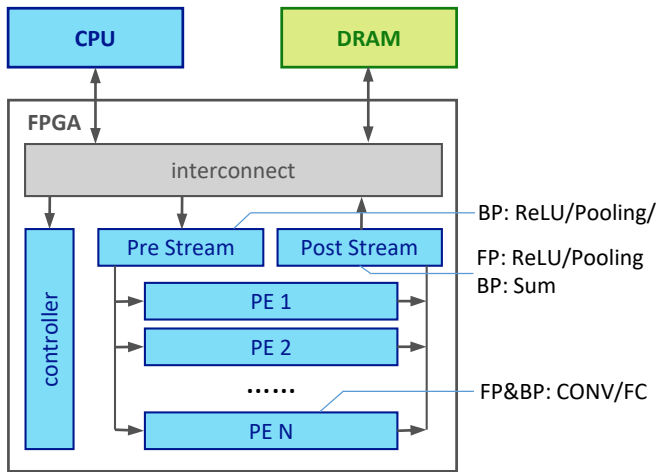 CPU
DRAM
FPGA
interconnect
BP: ReLU/Pooling/
Pre Stream
Post Stream
FP: ReLU/Pooling
BP: Sum
controller
PE 1
PE 2
......
FP&BP: CONV/FC
PE N